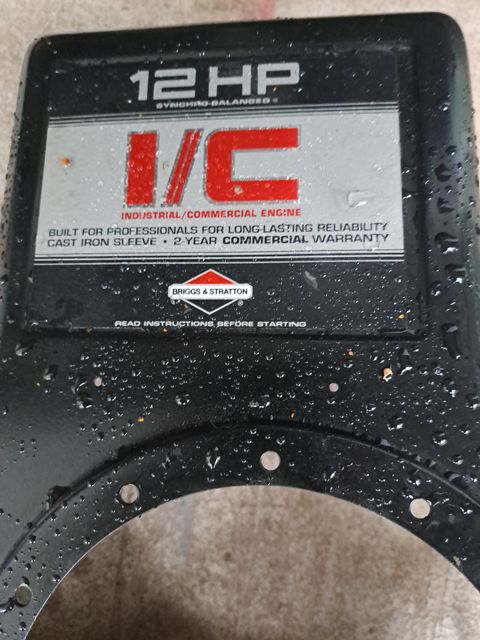 12 HP
SYNCHRO-BALANCED ®
I/C
INDUSTRIAL/COMMERCIAL ENGINE
BUILT FOR PROFESSIONALS FOR LONG-LASTING RELIABILITY
CAST IRON SLEEVE • 2-YEAR COMMERCIAL WARRANTY
BRIGGS & STRATTON
®
READ INSTRUCTIONS BEFORE STARTING